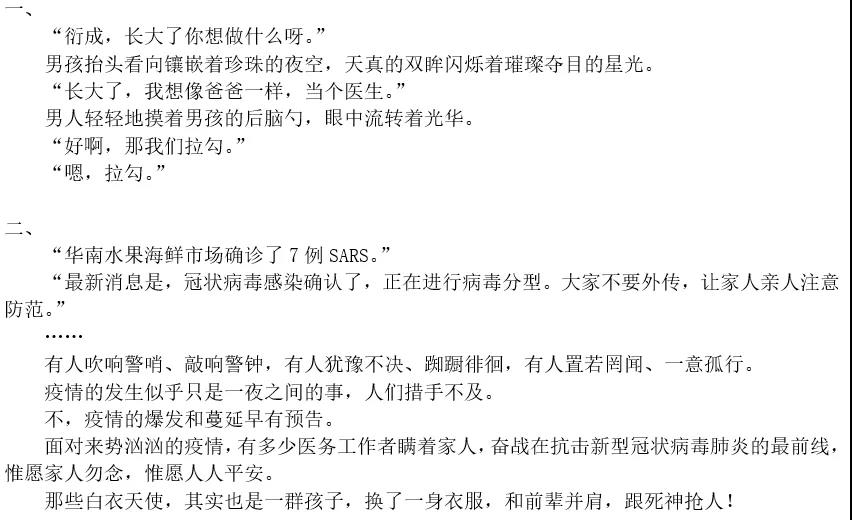 一、
“衍成，长大了你想做什么呀。”
男孩抬头看向镶嵌着珍珠的夜空，天真的双眸闪烁着璀璨夺目的星光。
“长大了，我想像爸爸一样，当个医生。”
男人轻轻地摸着男孩的后脑勺，眼中流转着光华。
“好啊，那我们拉勾。”
“嗯，拉勾。”
二、
“华南水果海鲜市场确诊了 7 例 SARS。”
“最新消息是，冠状病毒感染确认了，正在进行病毒分型。大家不要外传，让家人亲人注意
防范。”
……
有人吹响警哨、敲响警钟，有人犹豫不决、踟蹰徘徊，有人置若罔闻、一意孤行。
疫情的发生似乎只是一夜之间的事，人们措手不及。
不，疫情的爆发和蔓延早有预告。
面对来势汹汹的疫情，有多少医务工作者瞒着家人，奋战在抗击新型冠状病毒肺炎的最前线，
惟愿家人勿念，惟愿人人平安。
那些白衣天使，其实也是一群孩子，换了一身衣服，和前辈并肩，跟死神抢人！